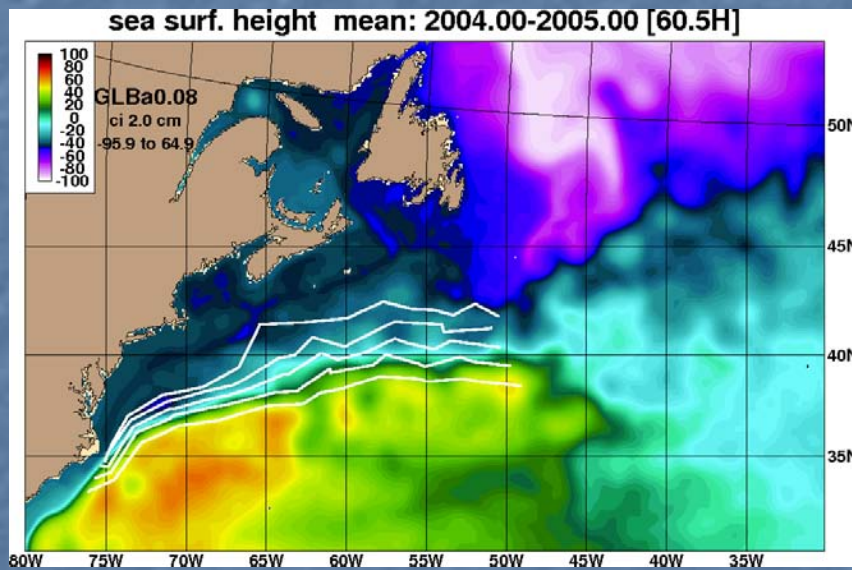 sea surf. height mean: 2004.00-2005.00 [60.5H]
100
80
60
40
20
0
-20
-40
-60
-80
-100
GLBa0.08
ci 2.0 cm
-95.9 to 64.9
50N
45N
40N
35N
80W 75W 70W 65W 60W 55W 50W 45W 40W 35W